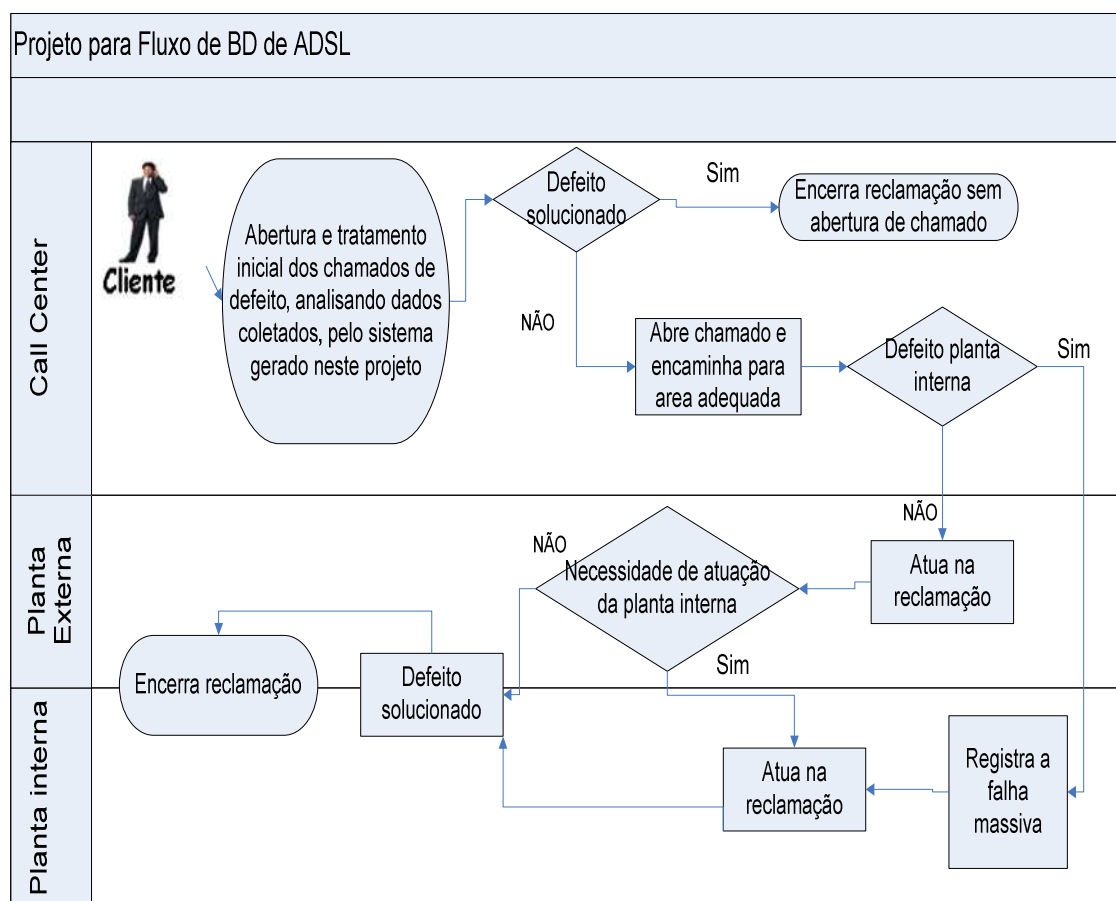 Projeto para Fluxo de BD de ADSL
Call Center
Cliente
Abertura e tratamento
inicial dos chamados de
defeito, analisando dados
coletados, pelo sistema
gerado neste projeto
Defeito
solucionado
Sim
Encerra reclamação sem
abertura de chamado
NÃO
Abre chamado e
encaminha para
area adequada
Defeito planta
interna
Sim
NÃO
Planta
Externa
Atua na
reclamação
Necessidade de atuação
da planta interna
NÃO
Sim
Defeito
solucionado
Encerra reclamação
Planta interna
Atua na
reclamação
Registra a
falha
massiva